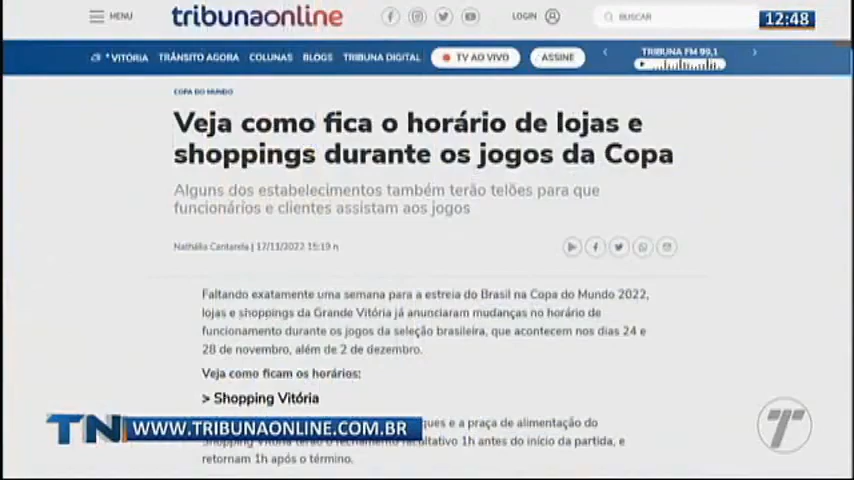 MENU
tribunaonline
LOGIN
BUSCAR
12:48
VITÓRIA TRÂNSITO AGORA COLUNAS BLOGS TRIBUNA DIGITAL TV AO VIVO ASSINE
TRIBUNA FM 99,1
COPA DO MUNDO
Veja como fica o horário de lojas e
shoppings durante os jogos da Copa
Alguns dos estabelecimentos também terão telões para que
funcionários e clientes assistam aos jogos
Nathália Cantarela | 17/11/2022 15:19 h
Faltando exatamente uma semana para a estreia do Brasil na Copa do Mundo 2022,
lojas e shoppings da Grande Vitória já anunciaram mudanças no horário de
funcionamento durante os jogos da seleção brasileira, que acontecem nos dias 24 e
28 de novembro, além de 2 de dezembro.
Veja como ficam os horários:
> Shopping Vitória
ques e a praça de alimentação do
Shopping Vitória terão o fechamento facultativo 1h antes do início da partida, e
retornam 1h após o término.
TN WWW.TRIBUNAONLINE.COM.BR
T